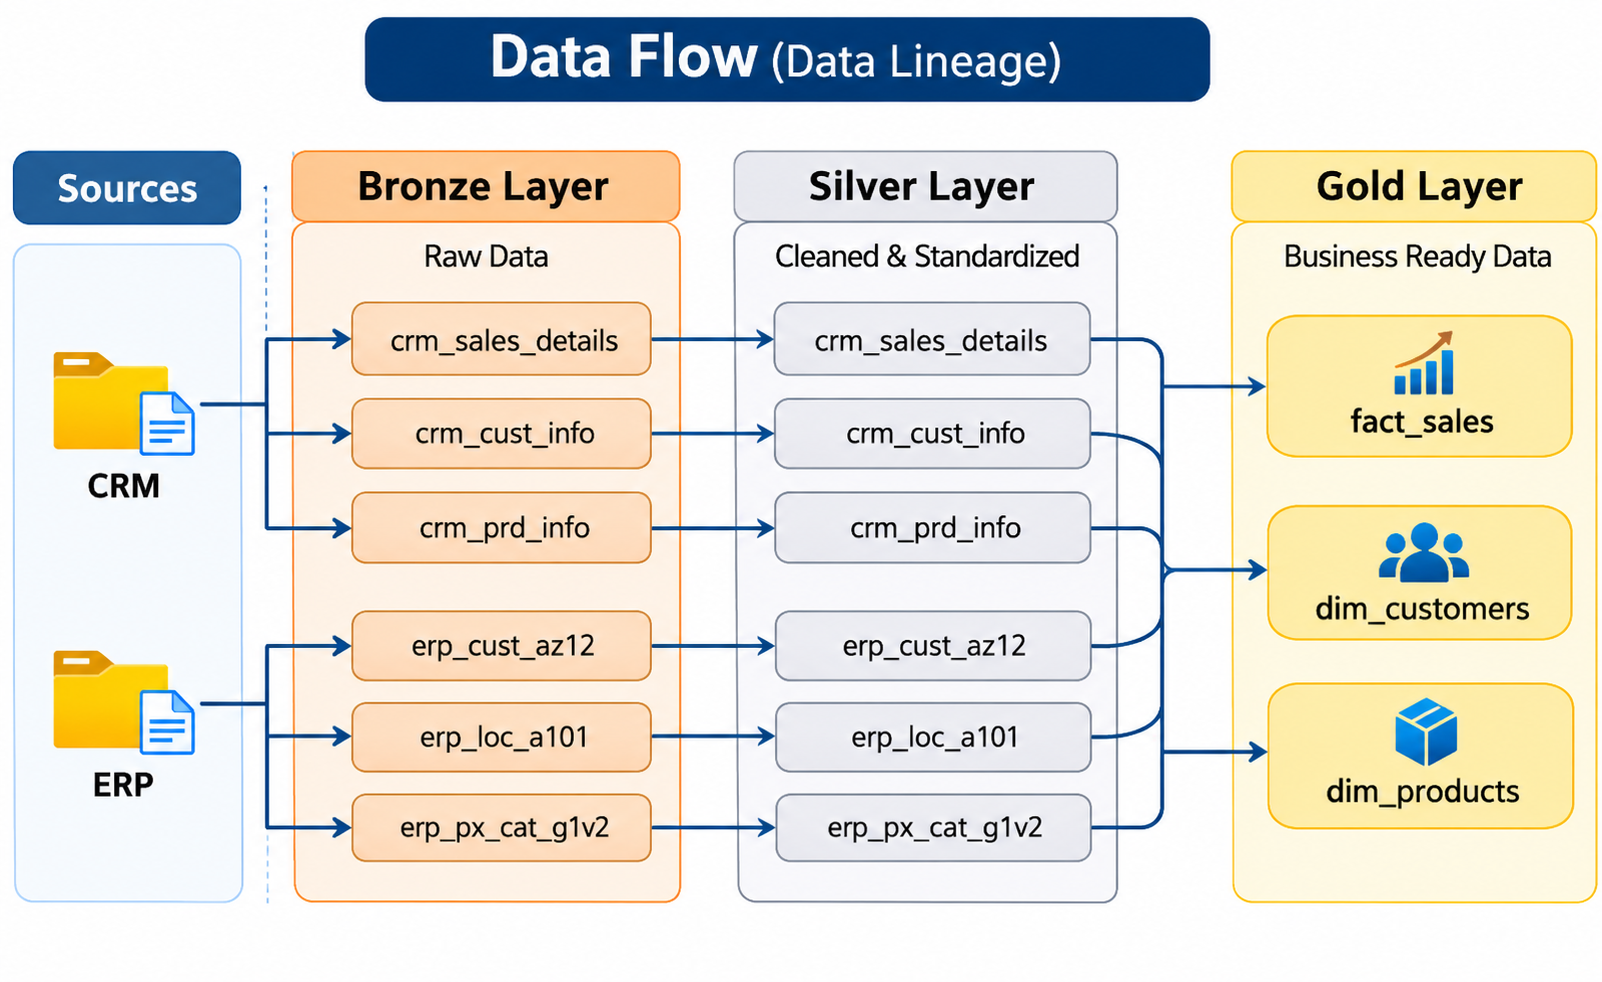 Data Flow (Data Lineage)
Sources
CRM
ERP
Bronze Layer
Raw Data
crm_sales_details
crm_cust_info
crm_prd_info
erp_cust_az12
erp_loc_a101
erp_px_cat_g1v2
Silver Layer
Cleaned & Standardized
crm_sales_details
crm_cust_info
crm_prd_info
erp_cust_az12
erp_loc_a101
erp_px_cat_g1v2
Gold Layer
Business Ready Data
fact_sales
dim_customers
dim_products